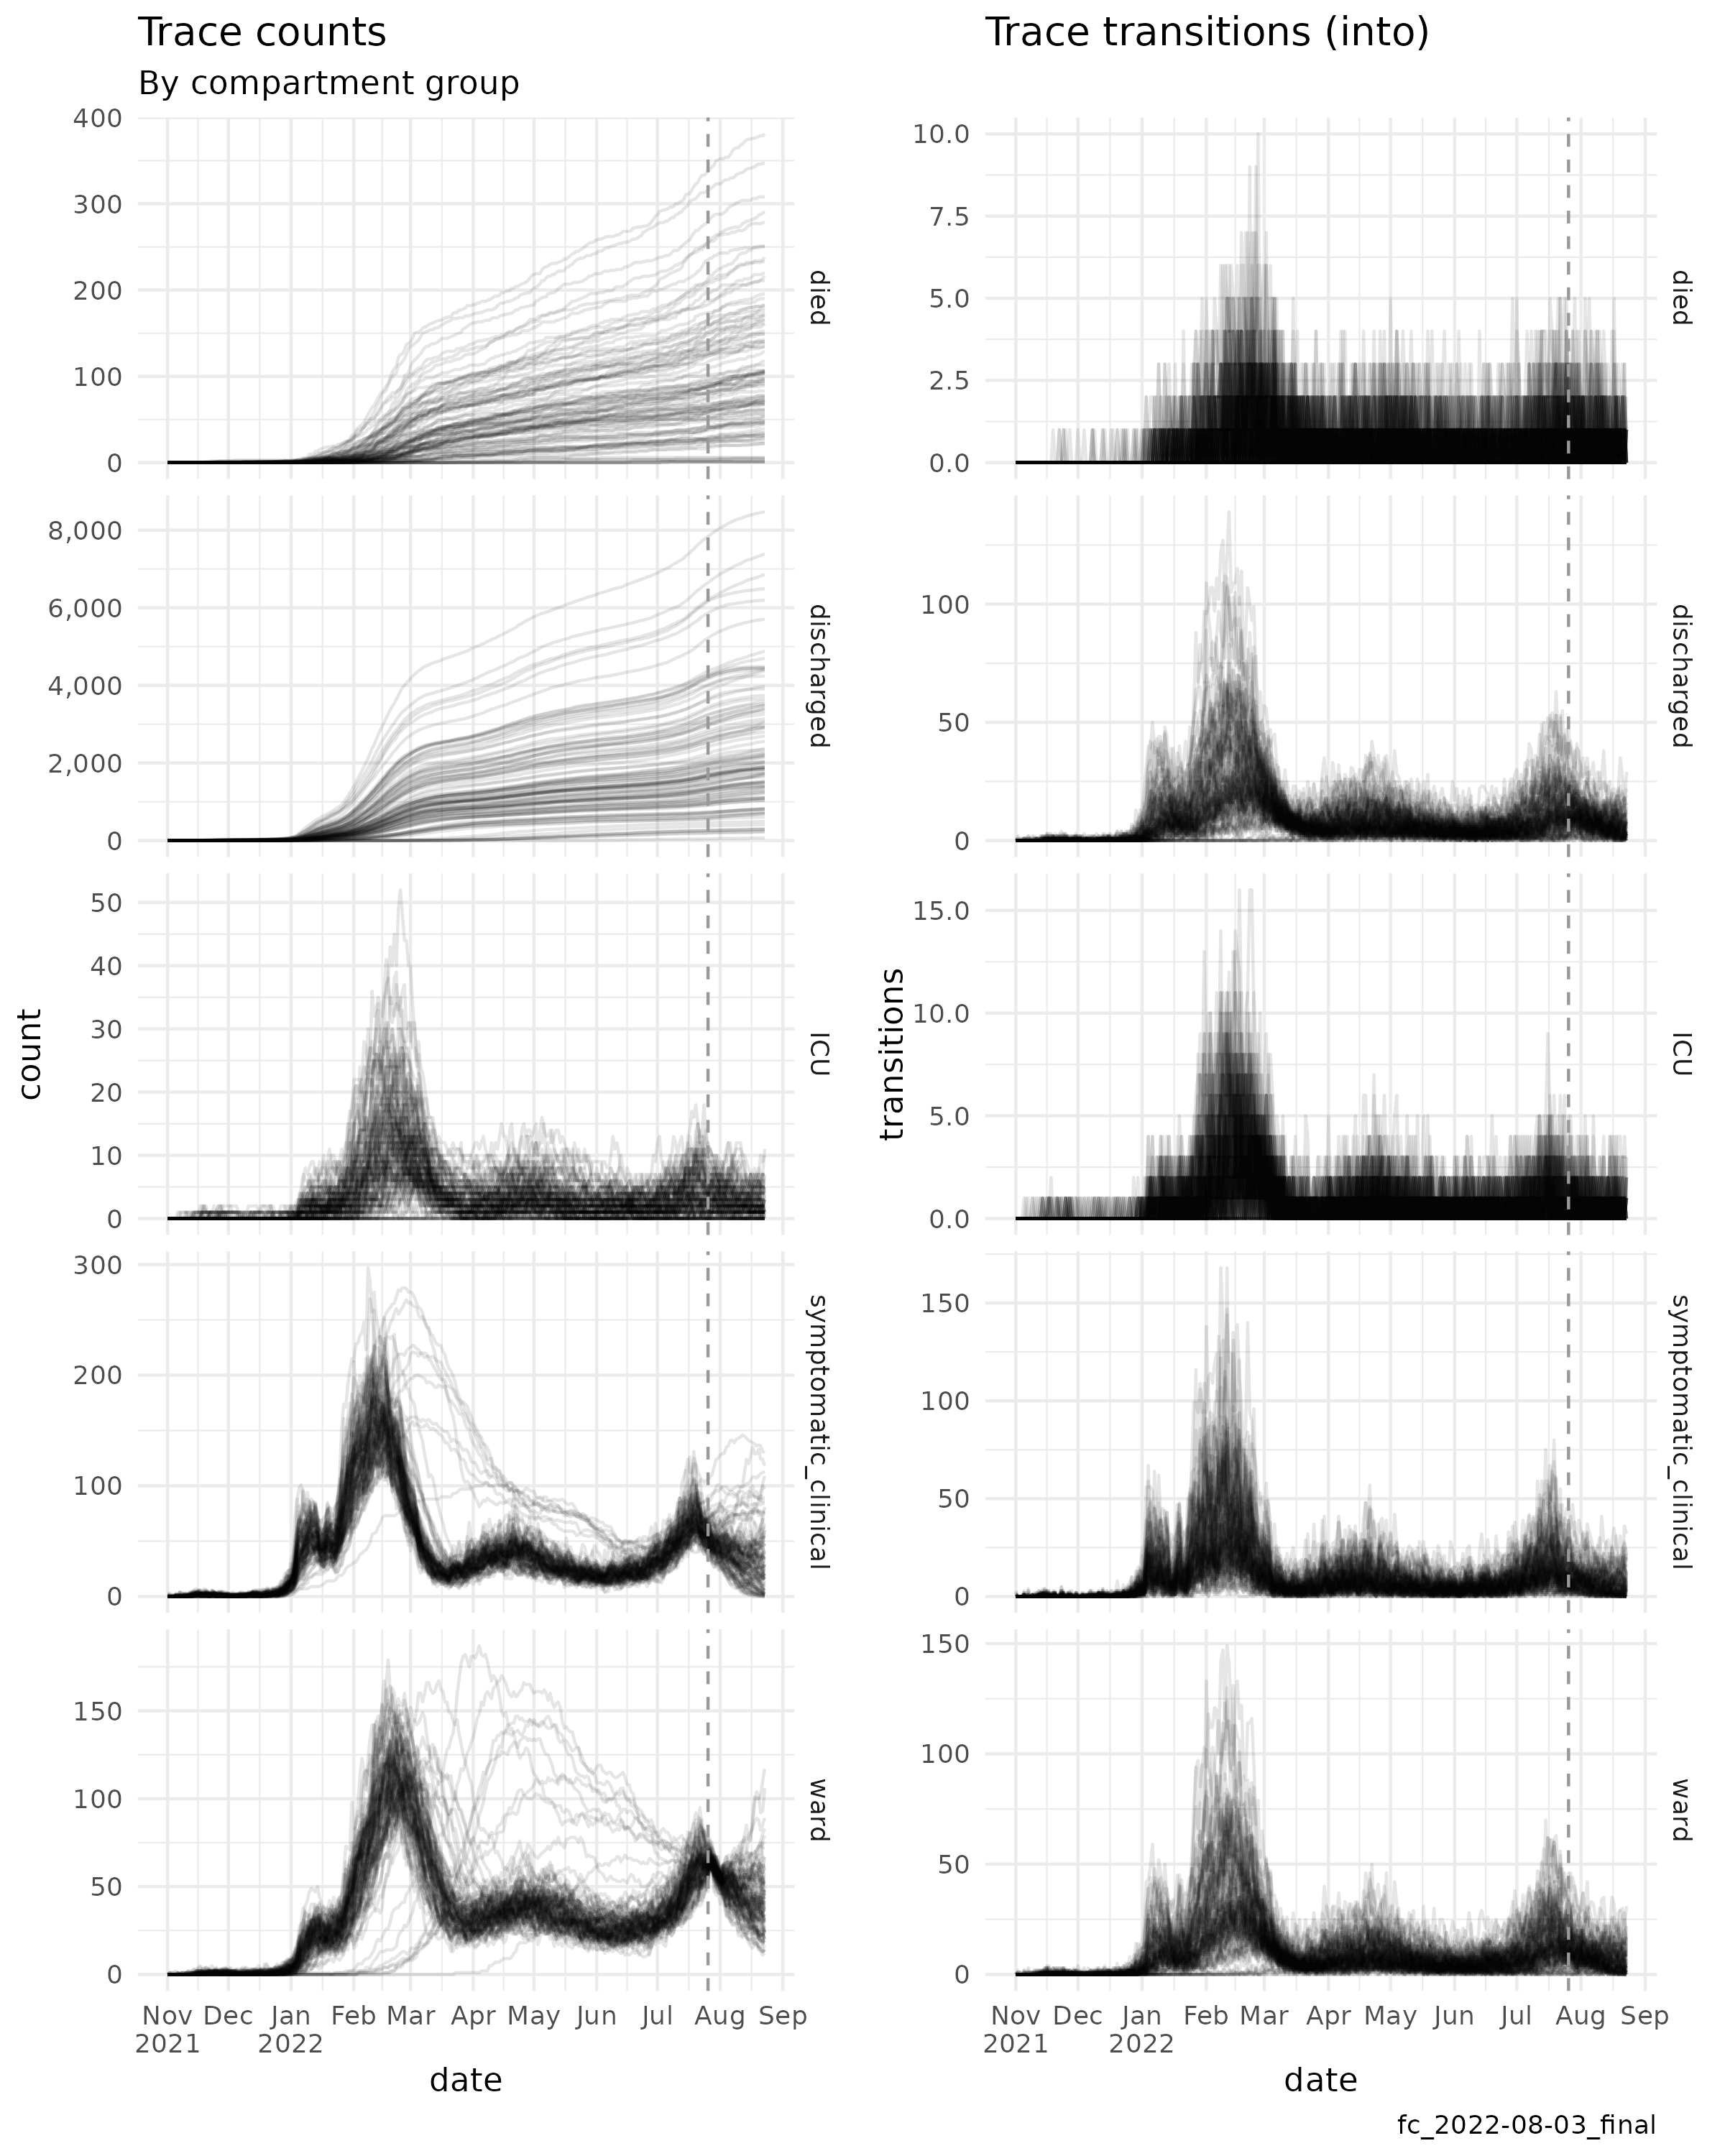 Trace counts
By compartment group
400
300
200
100
0
died
8,000
6,000
4,000
2,000
0
discharged
50
40
30
20
10
0
ICU
300
200
100
0
symptomatic_clinical
150
100
50
0
ward
count
Nov Dec Jan Feb Mar Apr May Jun Jul Aug Sep
2021 2022
date
Trace transitions (into)
10.0
7.5
5.0
2.5
0.0
died
100
50
0
discharged
15.0
10.0
5.0
0.0
ICU
150
100
50
0
symptomatic_clinical
150
100
50
0
ward
transitions
Nov Dec Jan Feb Mar Apr May Jun Jul Aug Sep
2021 2022
date
fc_2022-08-03_final